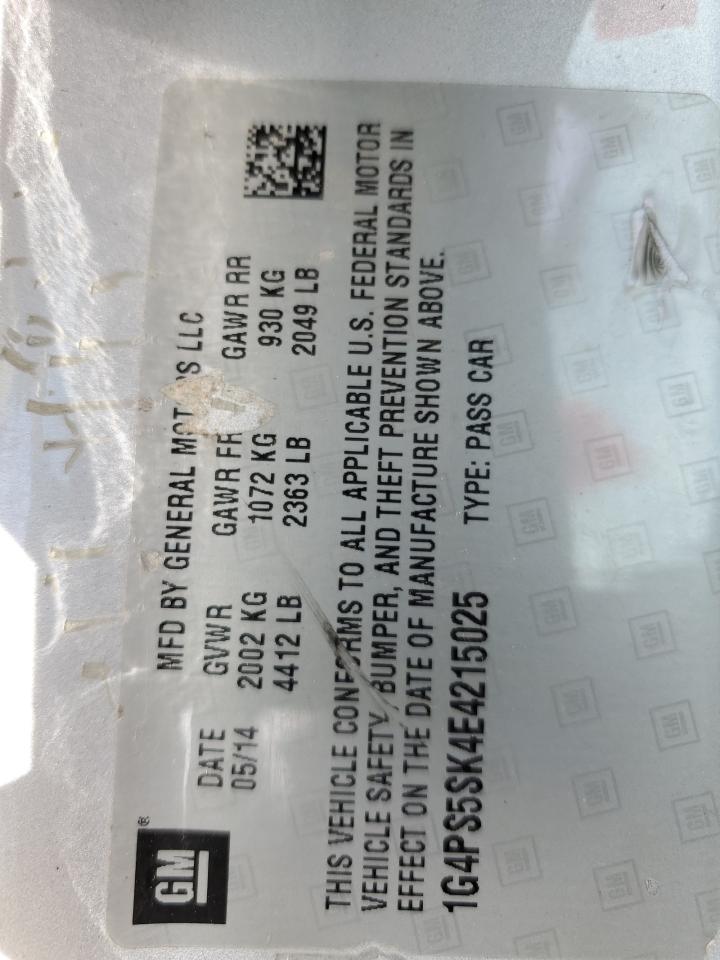 GM®
MFD BY GENERAL MOT S LLC
DATE GVWR GAWR FR GAWR RR
05/14 2002 KG 1072 KG 930 KG
4412 LB 2363 LB 2049 LB
THIS VEHICLE CONFORMS TO ALL APPLICABLE U.S. FEDERAL MOTOR
VEHICLE SAFETY, BUMPER, AND THEFT PREVENTION STANDARDS IN
EFFECT ON THE DATE OF MANUFACTURE SHOWN ABOVE.
1G4PS5SK4E4215025 TYPE: PASS CAR